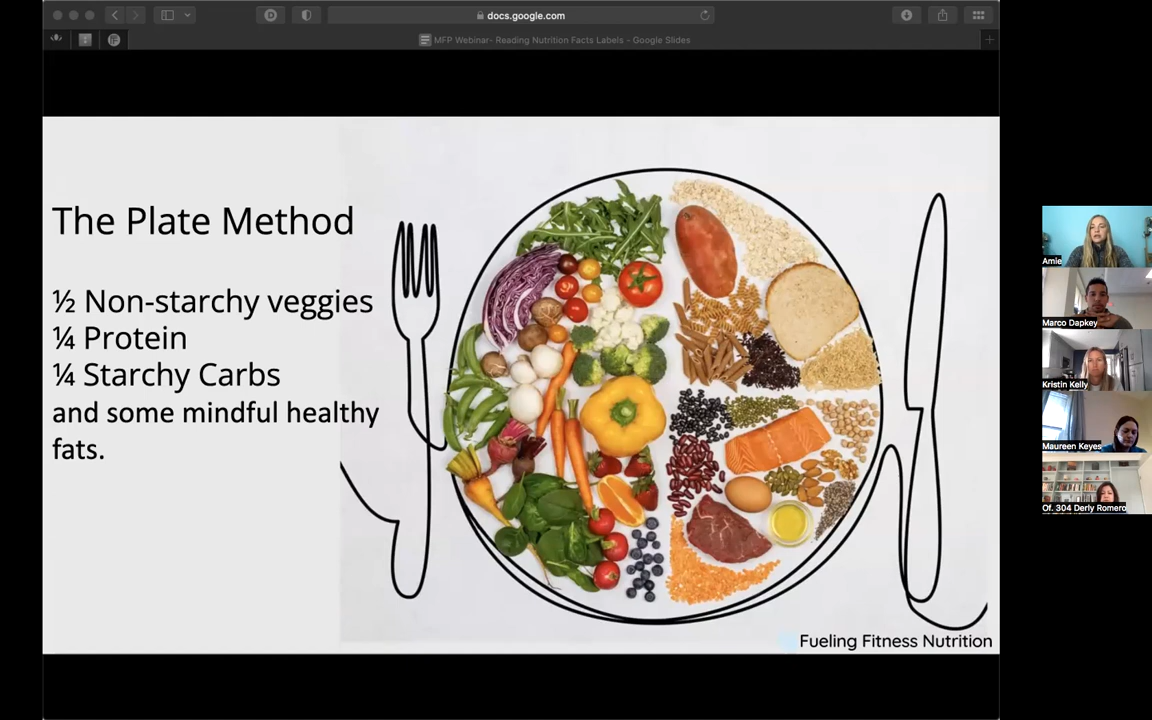 docs.google.com
MFP Webinar- Reading Nutrition Facts Labels - Google Slides
The Plate Method
½ Non-starchy veggies
¼ Protein
¼ Starchy Carbs
and some mindful healthy
fats.
Fueling Fitness Nutrition
Amie
Marco Dapkey
Kristin Kelly
Maureen Keyes
Of. 304 Derly Romero